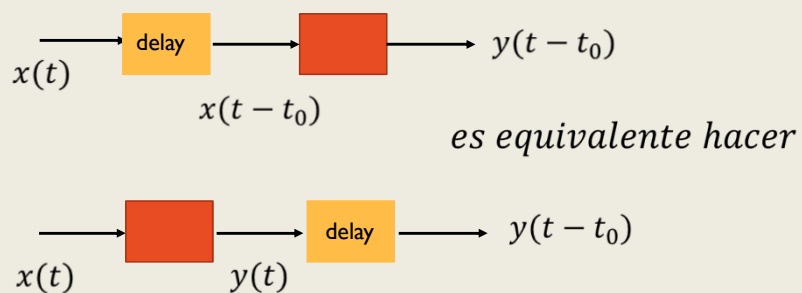 delay
y(t − t₀)
x(t)
x(t − t₀)
es equivalente hacer
delay
y(t − t₀)
x(t)
y(t)